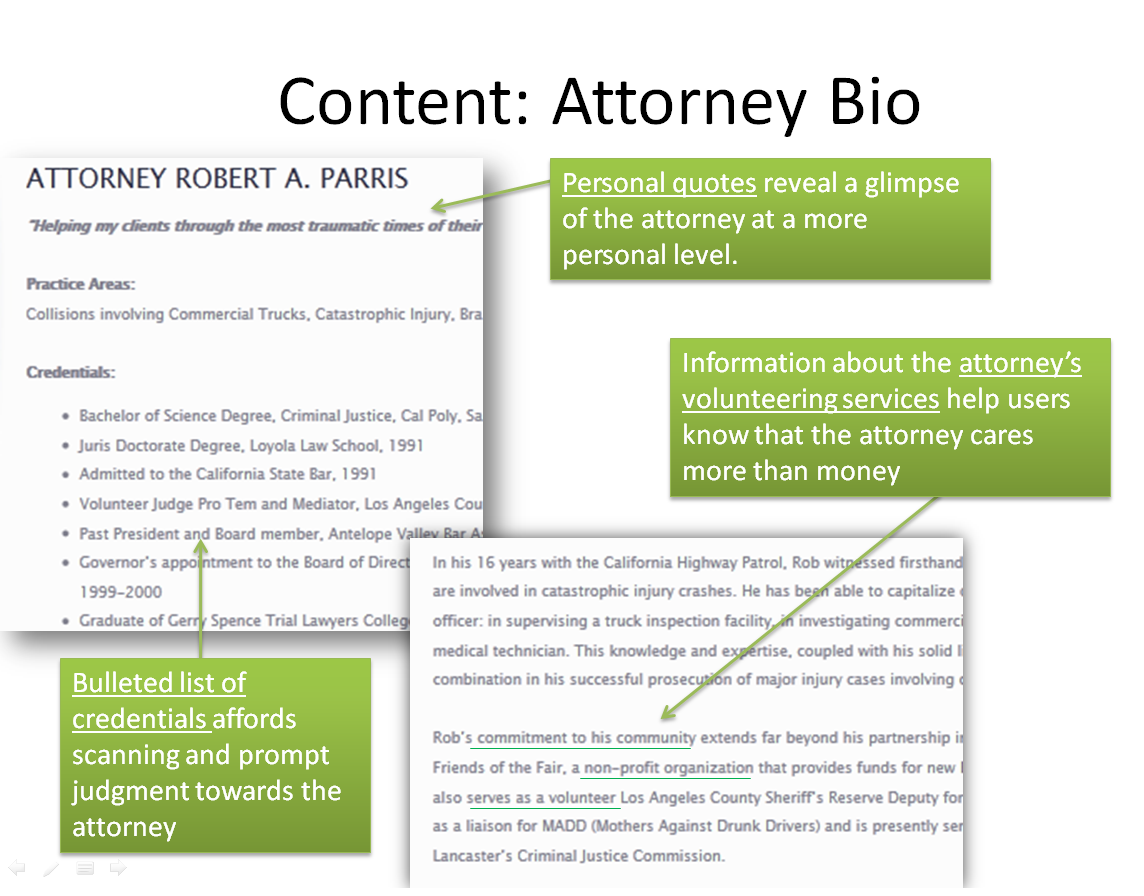 Content: Attorney Bio
ATTORNEY ROBERT A. PARRIS
"Helping my clients through the most traumatic times of their
Practice Areas:
Collisions involving Commercial Trucks, Catastrophic Injury, Bra
Credentials:
• Bachelor of Science Degree, Criminal Justice, Cal Poly, Sa
• Juris Doctorate Degree, Loyola Law School, 1991
• Admitted to the California State Bar, 1991
• Volunteer Judge Pro Tem and Mediator, Los Angeles Cou
• Past President and Board member, Antelope Valley Bar As
• Governor's appointment to the Board of Direct
1999-2000
• Graduate of Gerry Spence Trial Lawyers Colleg
Personal quotes reveal a glimpse
of the attorney at a more
personal level.
Information about the attorney's
volunteering services help users
know that the attorney cares
more than money
Bulleted list of
credentials affords
scanning and prompt
judgment towards the
attorney
In his 16 years with the California Highway Patrol, Rob witnessed firsthand
are involved in catastrophic injury crashes. He has been able to capitalize
officer: in supervising a truck inspection facility, in investigating commerci
medical technician. This knowledge and expertise, coupled with his solid
combination in his successful prosecution of major injury cases involving
Rob's commitment to his community extends far beyond his partnership in
Friends of the Fair, a non-profit organization that provides funds for new
also serves as a volunteer Los Angeles County Sheriff's Reserve Deputy for
as a liaison for MADD (Mothers Against Drunk Drivers) and is presently ser
Lancaster's Criminal Justice Commission.